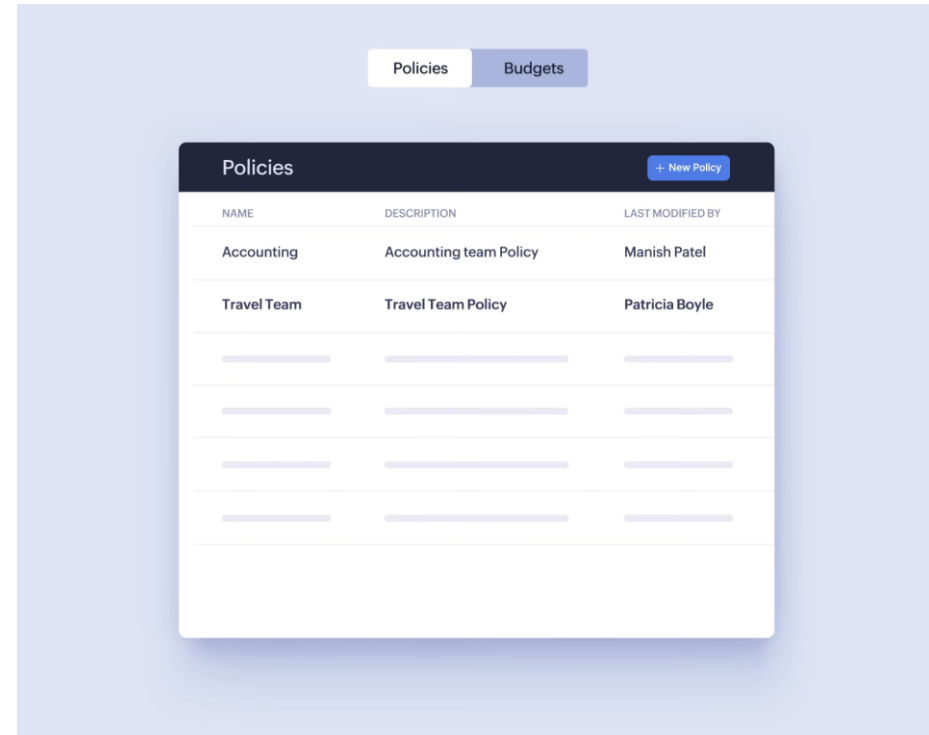 Policies Budgets
Policies + New Policy
NAME DESCRIPTION LAST MODIFIED BY
Accounting Accounting team Policy Manish Patel
Travel Team Travel Team Policy Patricia Boyle